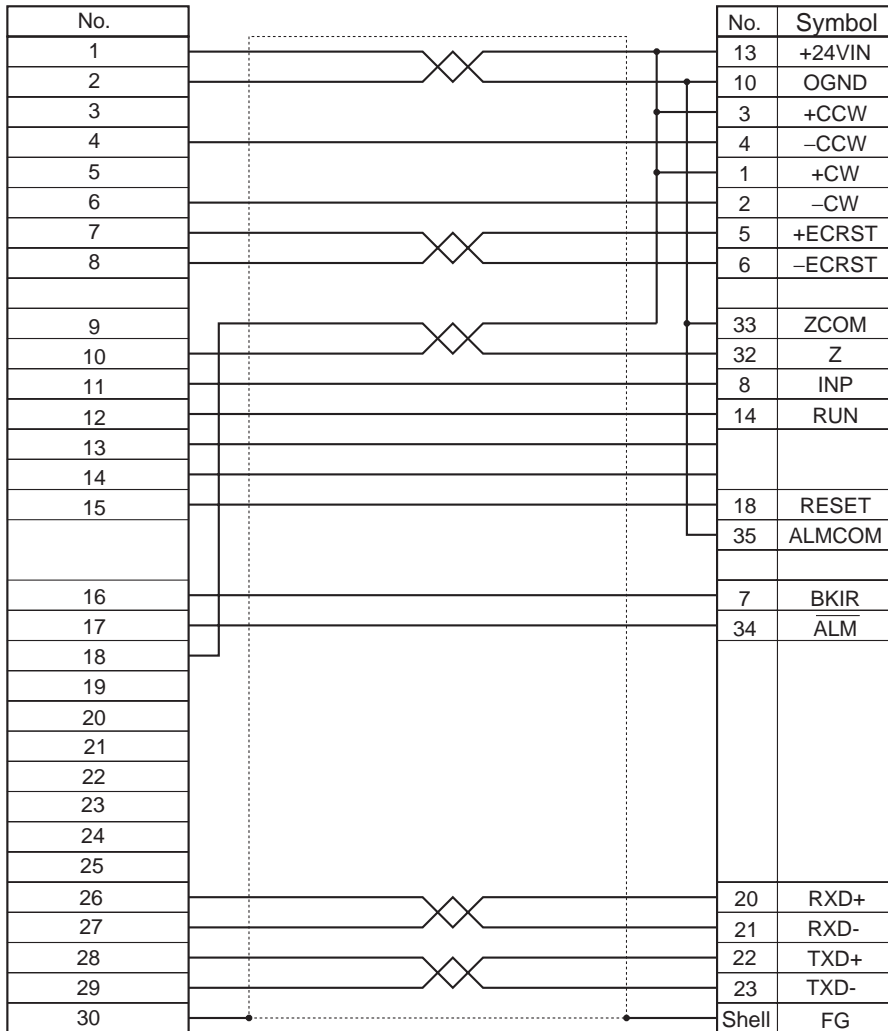 No. No. Symbol
1 13 +24VIN
2 10 OGND
3 3 +CCW
4 4 −CCW
5 1 +CW
6 2 −CW
7 5 +ECRST
8 6 −ECRST
9 33 ZCOM
10 32 Z
11 8 INP
12 14 RUN
13
14
15 18 RESET
35 ALMCOM
16 7 BKIR
17 34 A̅L̅M̅
18
19
20
21
22
23
24
25
26 20 RXD+
27 21 RXD-
28 22 TXD+
29 23 TXD-
30 Shell FG